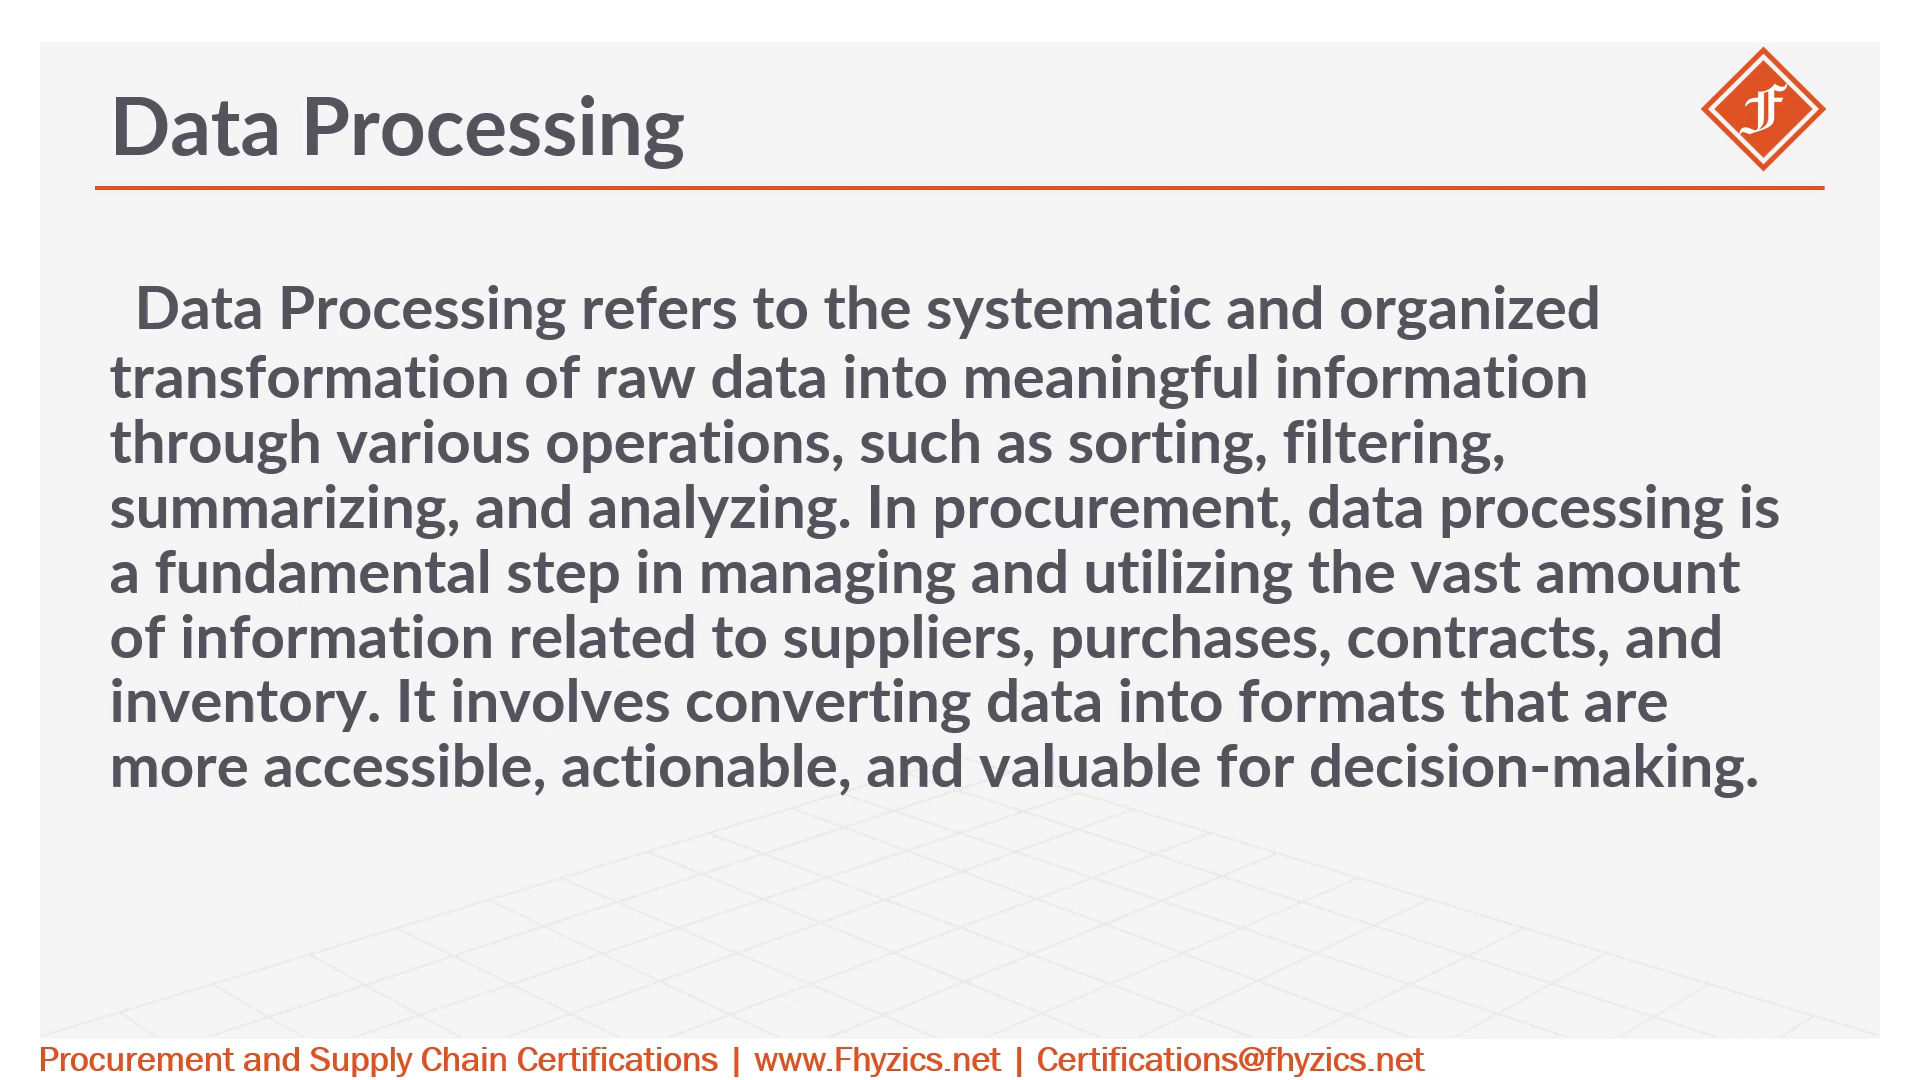 Data Processing
Data Processing refers to the systematic and organized
transformation of raw data into meaningful information
through various operations, such as sorting, filtering,
summarizing, and analyzing. In procurement, data processing is
a fundamental step in managing and utilizing the vast amount
of information related to suppliers, purchases, contracts, and
inventory. It involves converting data into formats that are
more accessible, actionable, and valuable for decision-making.
Procurement and Supply Chain Certifications | www.Fhyzics.net | Certifications@fhyzics.net